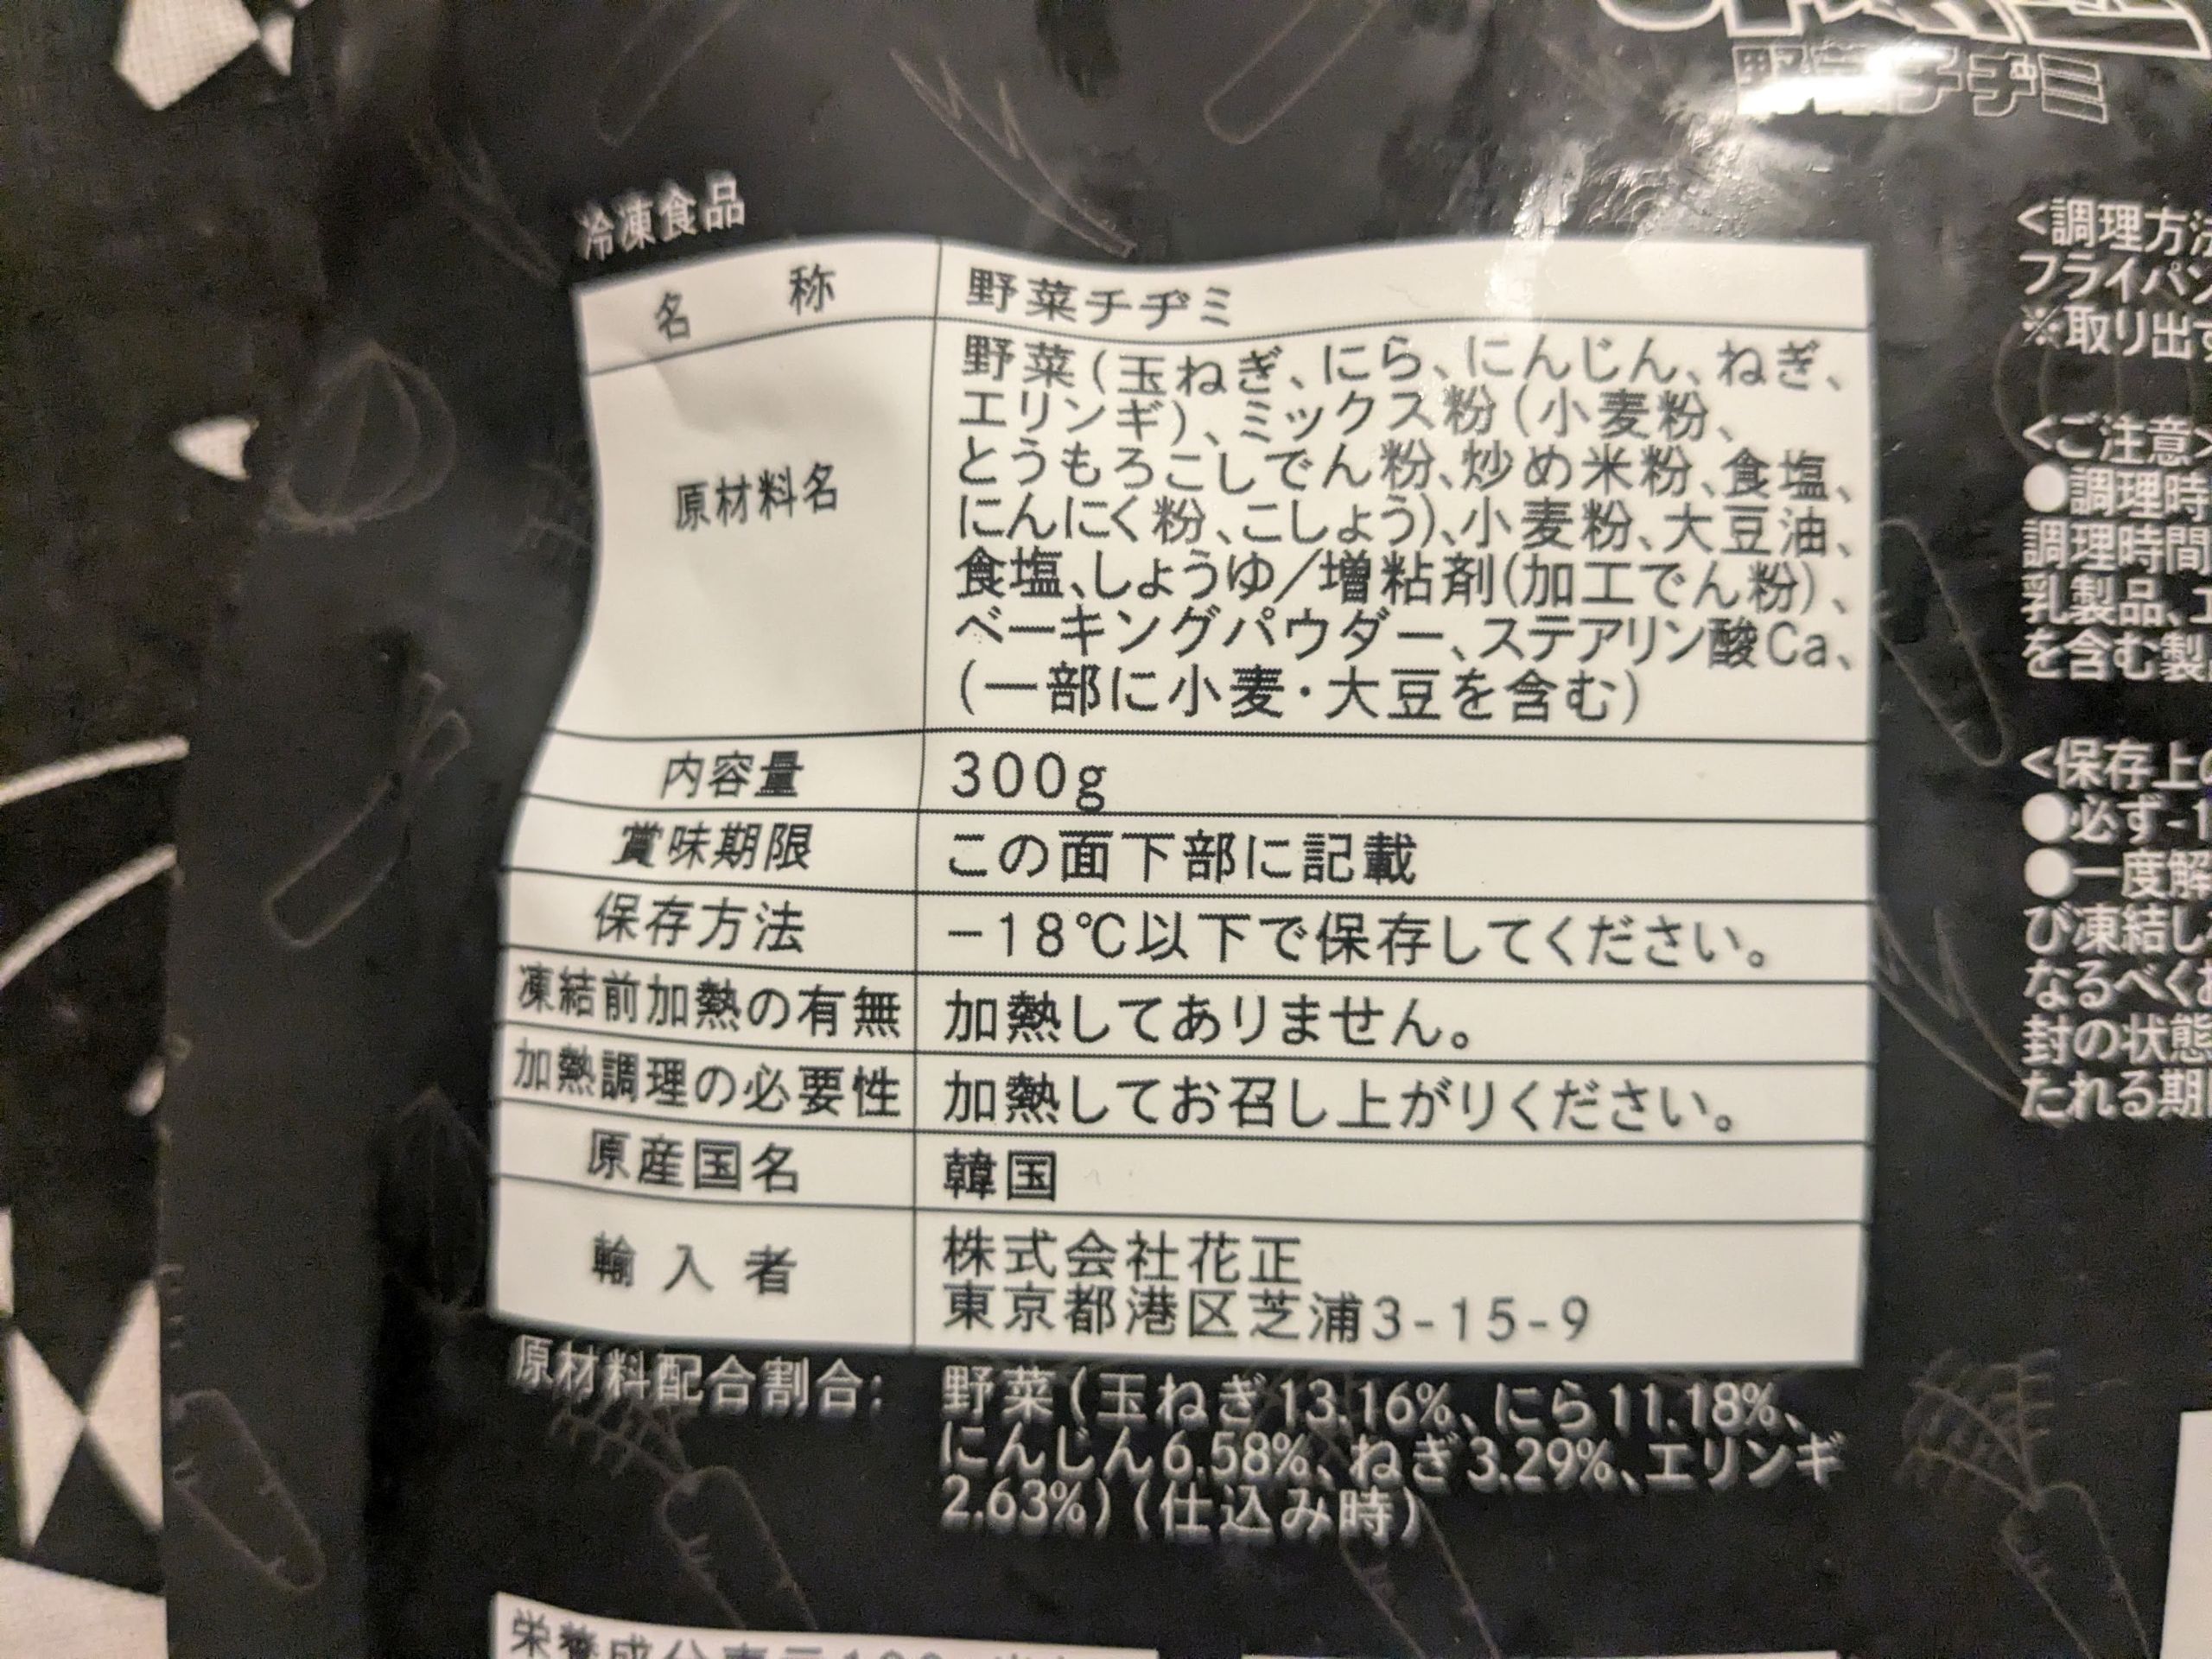 野菜チヂミ
冷凍食品
名称 野菜チヂミ
原材料名
野菜(玉ねぎ、にら、にんじん、ねぎ、
エリンギ)、ミックス粉(小麦粉、
とうもろこしでん粉、炒め米粉、食塩、
にんにく粉、こしょう)、小麦粉、大豆油、
食塩、しょうゆ/増粘剤(加工でん粉)、
ベーキングパウダー、ステアリン酸Ca、
(一部に小麦・大豆を含む)
内容量 300g
賞味期限 この面下部に記載
保存方法 −18℃以下で保存してください。
凍結前加熱の有無 加熱してありません。
加熱調理の必要性 加熱してお召し上がりください。
原産国名 韓国
輸入者 株式会社花正
東京都港区芝浦3-15-9
原材料配合割合: 野菜(玉ねぎ13.16%、にら11.18%、
にんじん6.58%、ねぎ3.29%、エリンギ
2.63%)(仕込み時)
<調理方法
フライパン
※取り出す
<ご注意>
●調理時
調理時間
乳製品、エ
を含む製
<保存上の
●必ず-1
●一度解
び凍結し
なるべくお
封の状態
たれる期